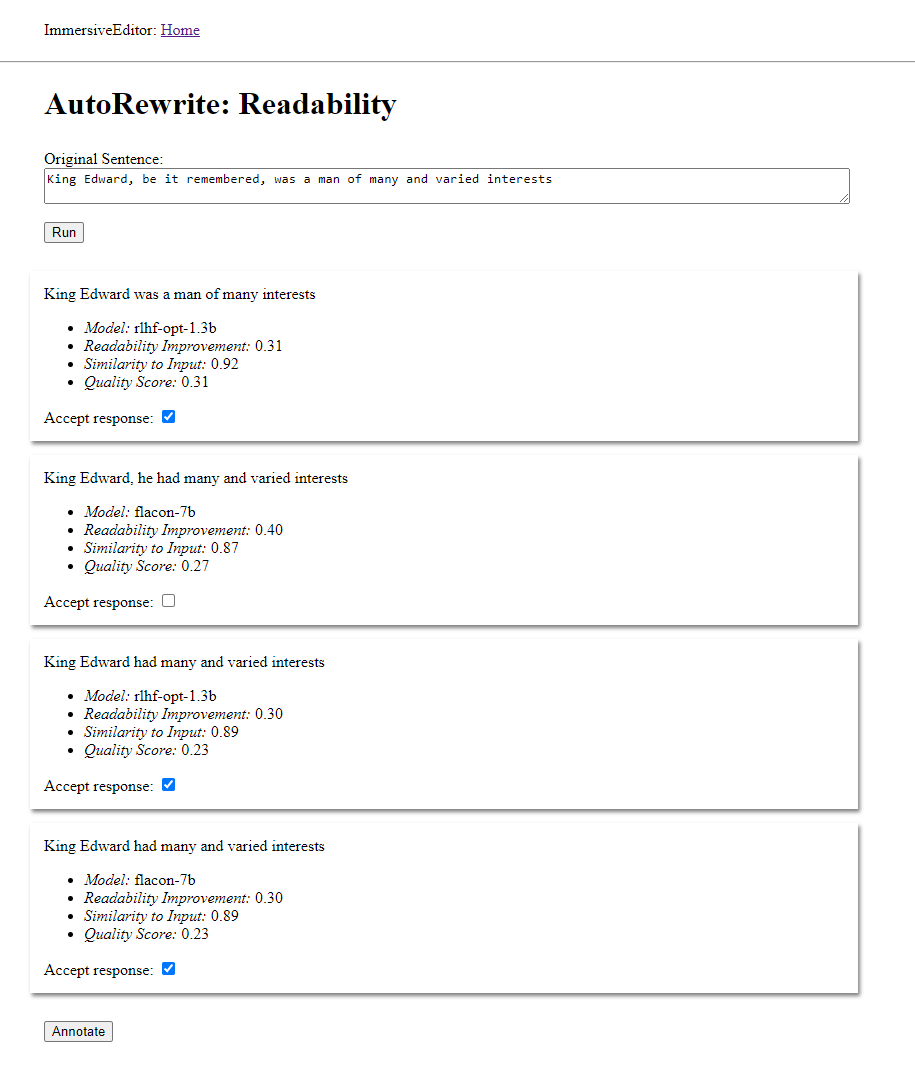 ImmersiveEditor: Home
AutoRewrite: Readability
Original Sentence:
King Edward, be it remembered, was a man of many and varied interests
Run
King Edward was a man of many interests
Model: rlhf-opt-1.3b
Readability Improvement: 0.31
Similarity to Input: 0.92
Quality Score: 0.31
Accept response:
King Edward, he had many and varied interests
Model: flacon-7b
Readability Improvement: 0.40
Similarity to Input: 0.87
Quality Score: 0.27
Accept response:
King Edward had many and varied interests
Model: rlhf-opt-1.3b
Readability Improvement: 0.30
Similarity to Input: 0.89
Quality Score: 0.23
Accept response:
King Edward had many and varied interests
Model: flacon-7b
Readability Improvement: 0.30
Similarity to Input: 0.89
Quality Score: 0.23
Accept response:
Annotate